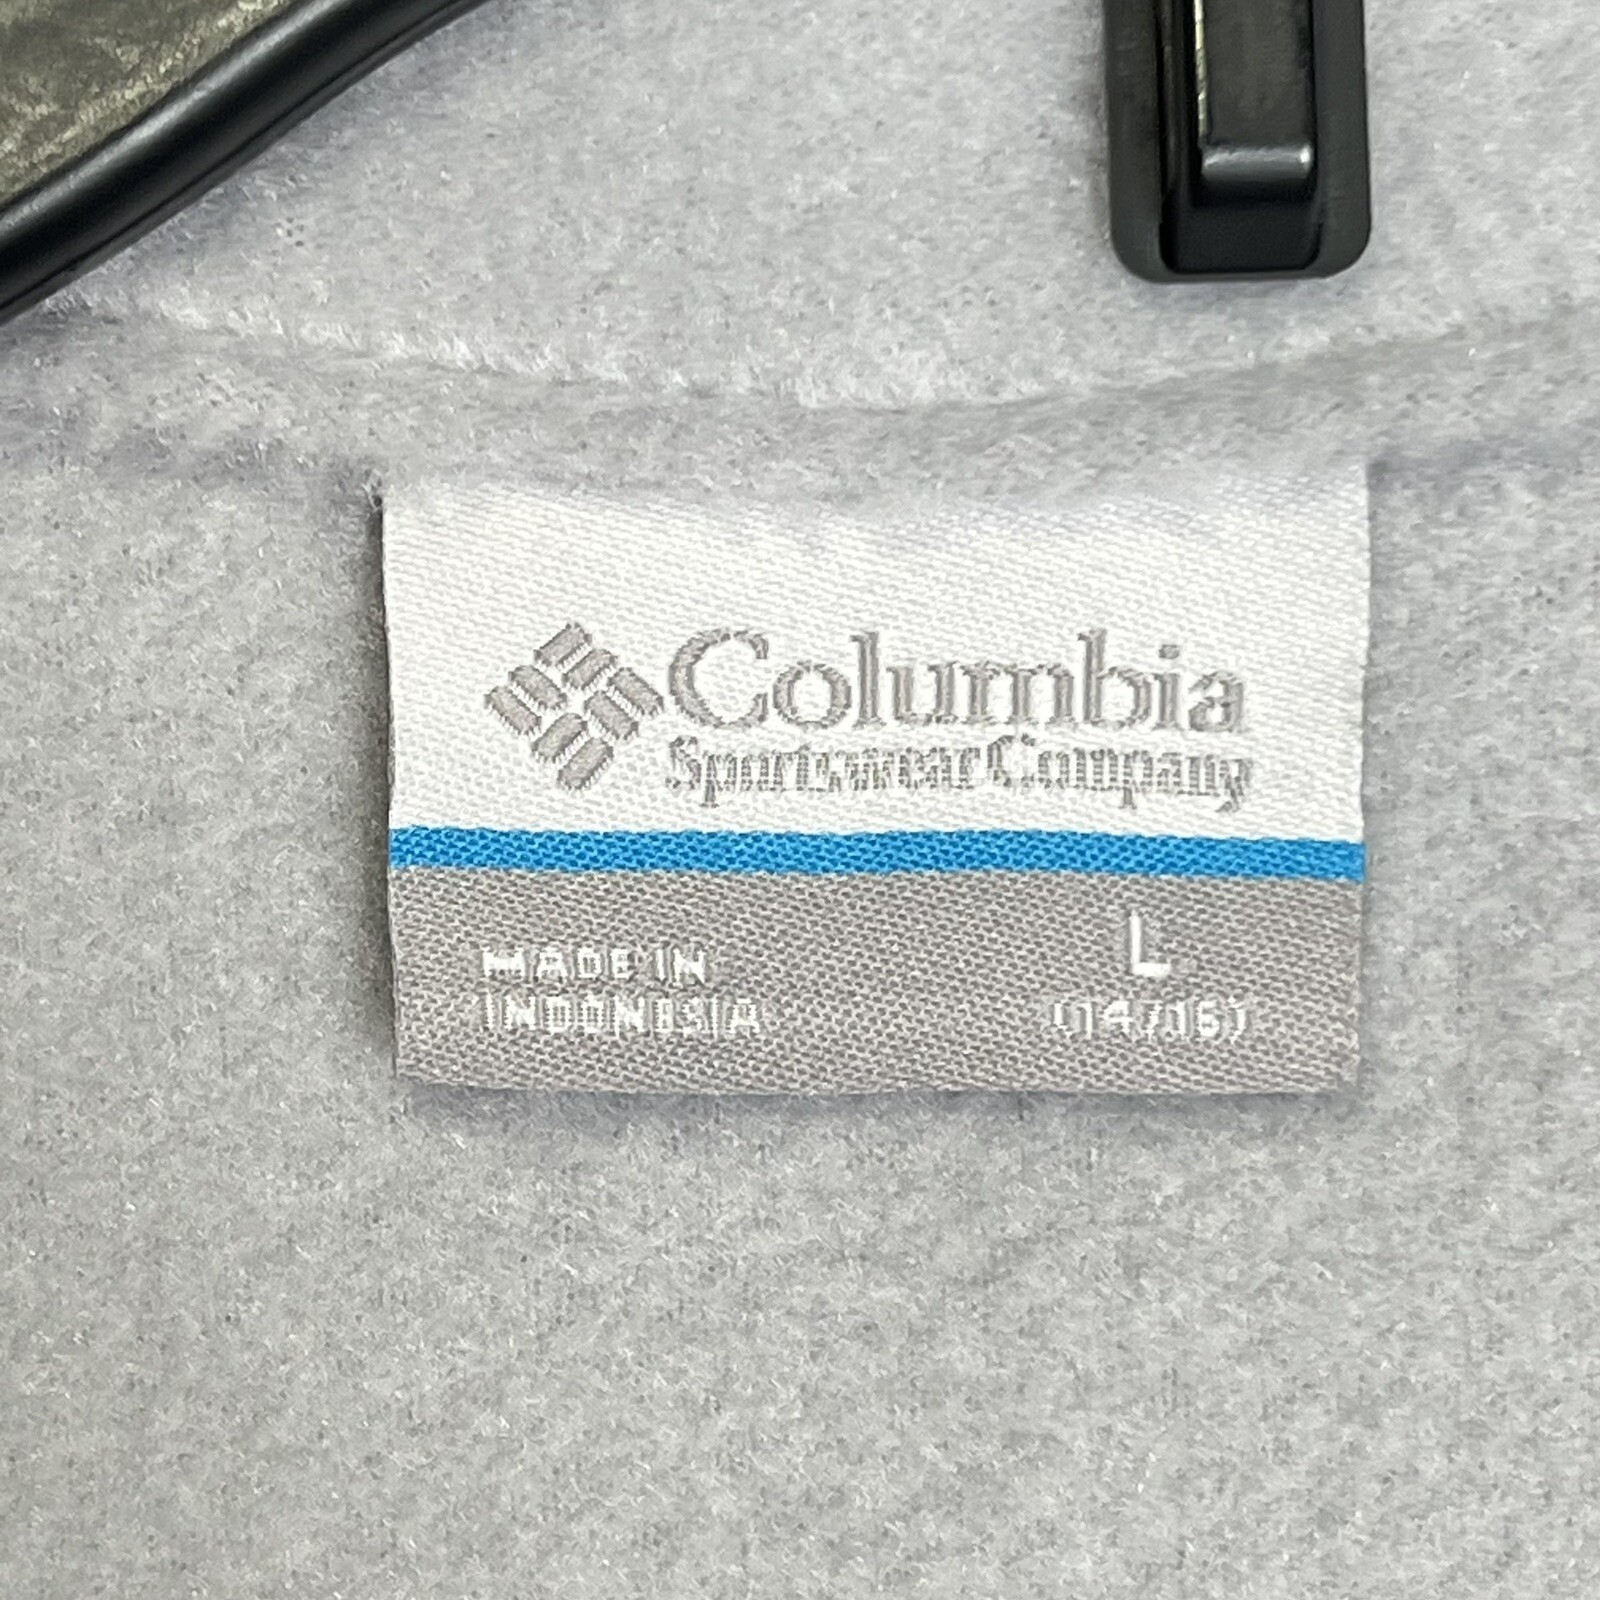 Columbia
Sportswear Company
MADE IN
INDONESIA
L
(14/16)